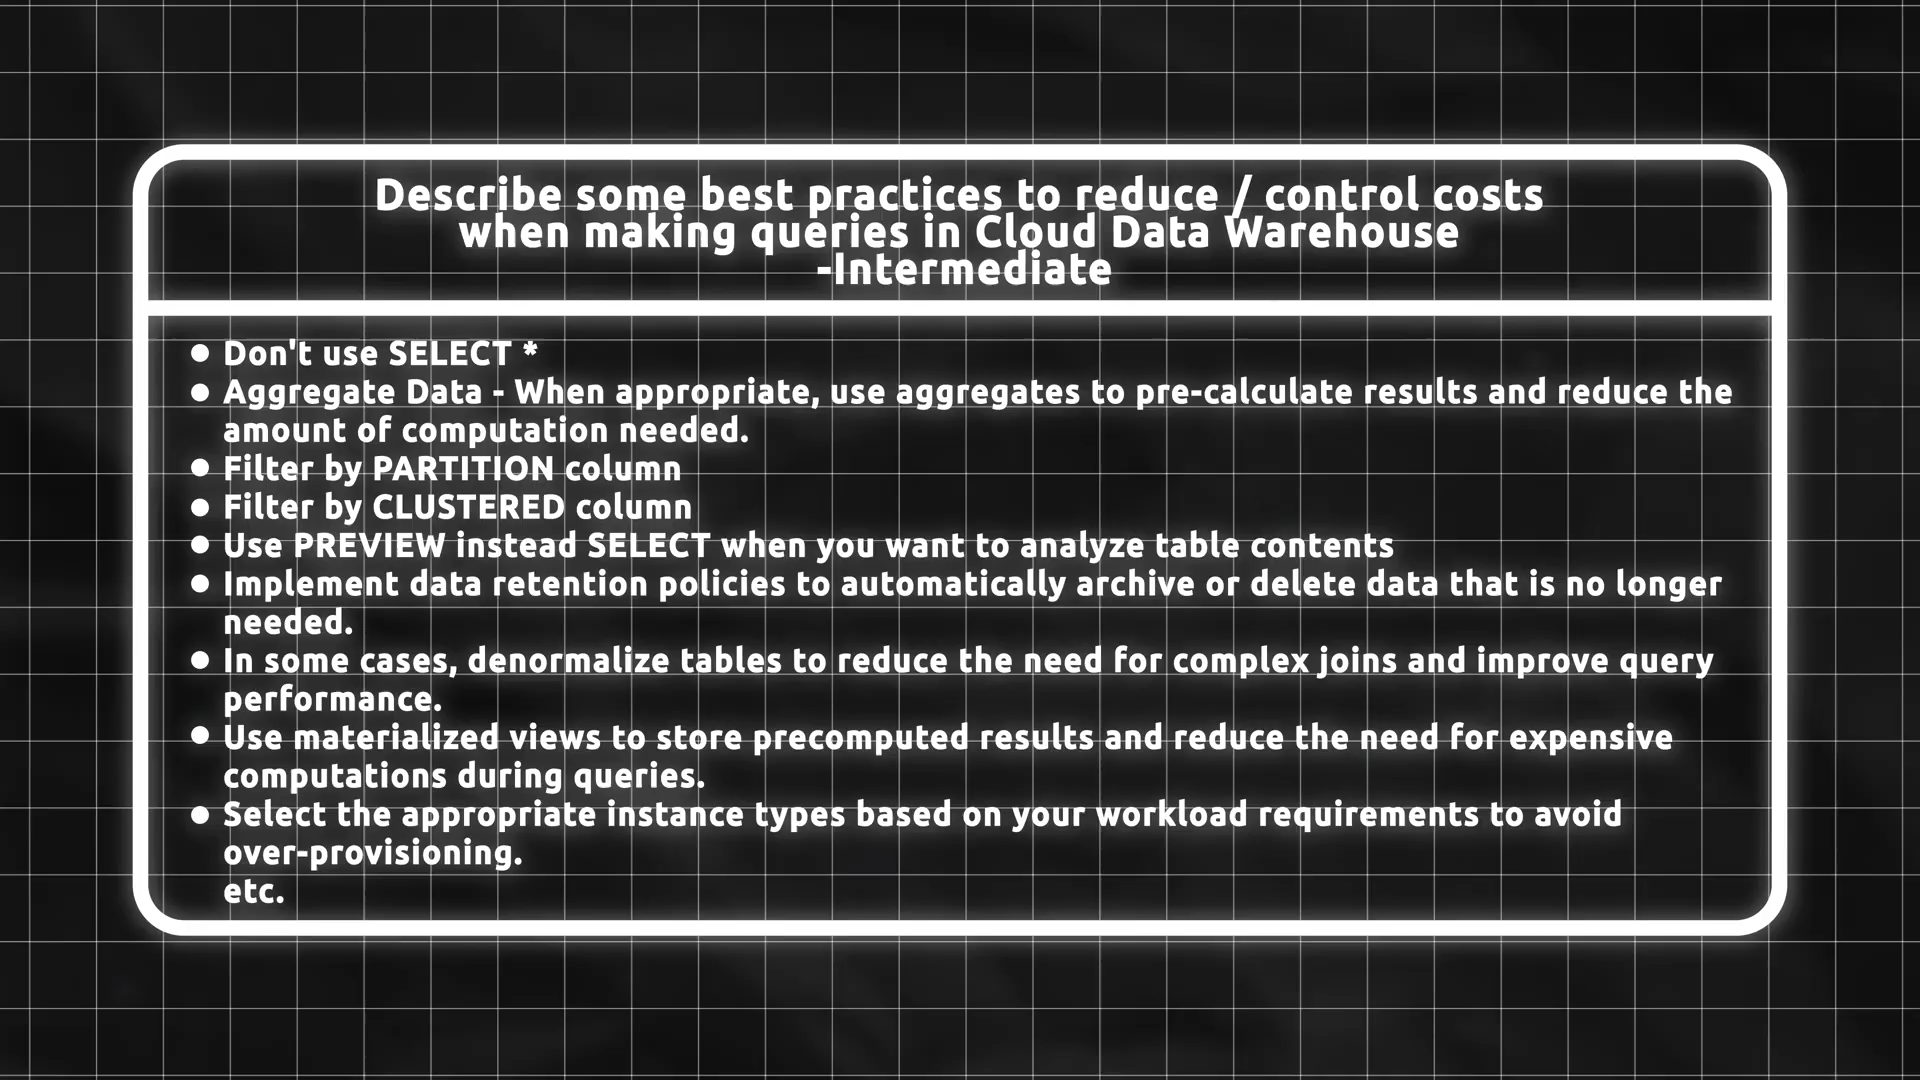 Describe some best practices to reduce / control costs
when making queries in Cloud Data Warehouse
-Intermediate
● Don't use SELECT *
● Aggregate Data - When appropriate, use aggregates to pre-calculate results and reduce the
amount of computation needed.
● Filter by PARTITION column
● Filter by CLUSTERED column
● Use PREVIEW instead SELECT when you want to analyze table contents
● Implement data retention policies to automatically archive or delete data that is no longer
needed.
● In some cases, denormalize tables to reduce the need for complex joins and improve query
performance.
● Use materialized views to store precomputed results and reduce the need for expensive
computations during queries.
● Select the appropriate instance types based on your workload requirements to avoid
over-provisioning.
etc.